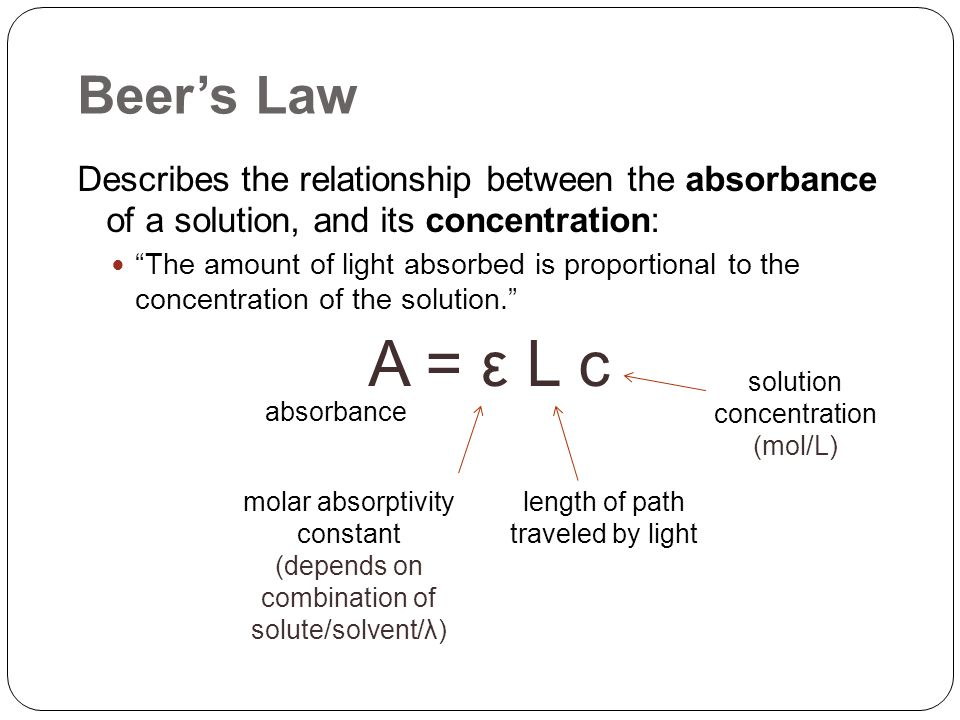 Beer’s Law
Describes the relationship between the absorbance
of a solution, and its concentration:
• “The amount of light absorbed is proportional to the
concentration of the solution.”
A = ε L c
absorbance
solution
concentration
(mol/L)
molar absorptivity
constant
(depends on
combination of
solute/solvent/λ)
length of path
traveled by light